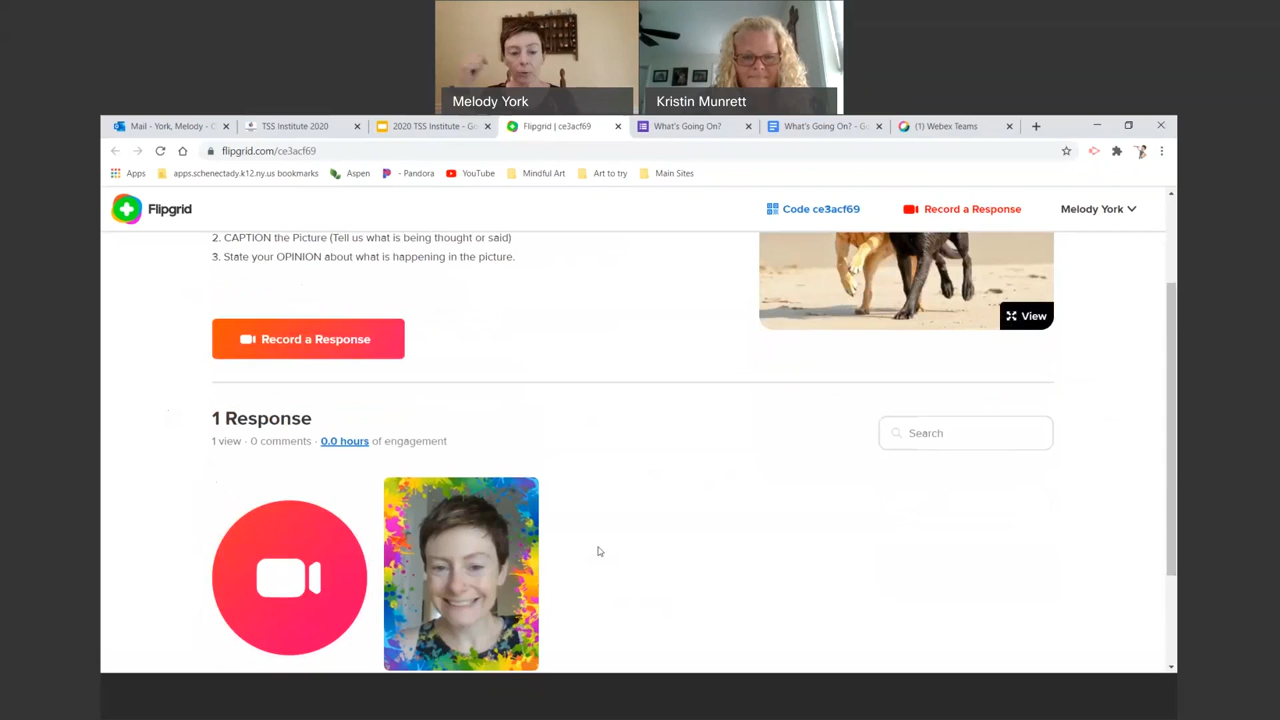 Melody York
Kristin Munrett
Mail - York, Melody - C
TSS Institute 2020
2020 TSS Institute - Go
Flipgrid | ce3acf69
What's Going On?
What's Going On? - G
(1) Webex Teams
flipgrid.com/ce3acf69
Apps
apps.schenectady.k12.ny.us bookmarks
Aspen
- Pandora
YouTube
Mindful Art
Art to try
Main Sites
Flipgrid
Code ce3acf69
Record a Response
Melody York
2. CAPTION the Picture (Tell us what is being thought or said)
3. State your OPINION about what is happening in the picture.
View
Record a Response
1 Response
1 view · 0 comments · 0.0 hours of engagement
Search